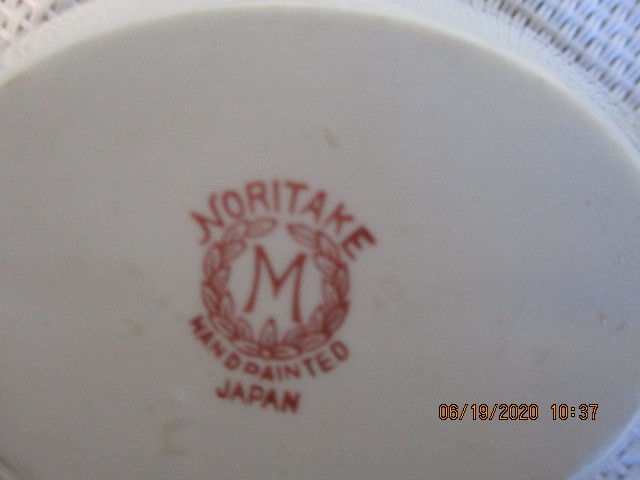 NORITAKE
M
HANDPAINTED
JAPAN
06/19/2020 10:37